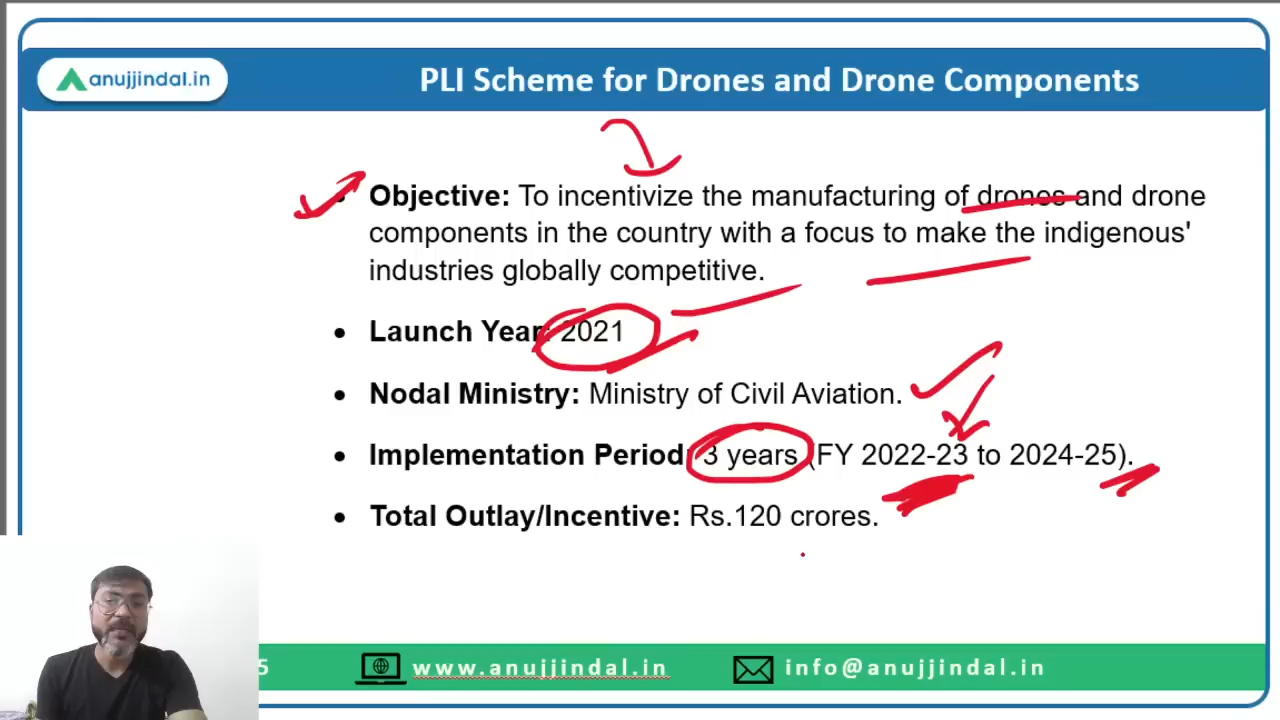 anujjindal.in
PLI Scheme for Drones and Drone Components
• Objective: To incentivize the manufacturing of drones and drone
components in the country with a focus to make the indigenous'
industries globally competitive.
• Launch Year: 2021
• Nodal Ministry: Ministry of Civil Aviation.
• Implementation Period: 3 years (FY 2022-23 to 2024-25).
• Total Outlay/Incentive: Rs.120 crores.
5
www.anujjindal.in
info@anujjindal.in